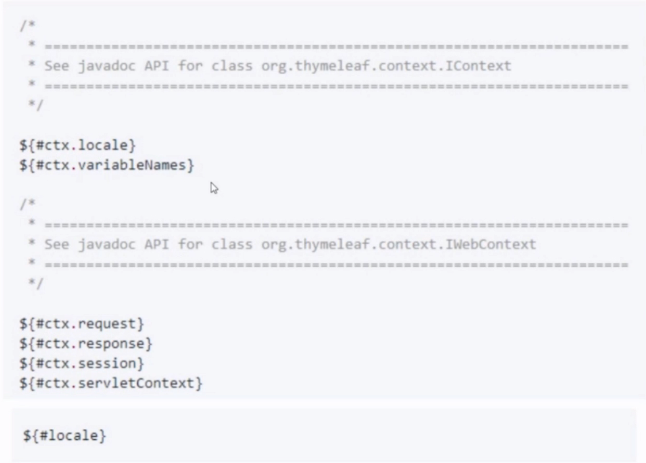 /*
 * ======================================================================
 * See javadoc API for class org.thymeleaf.context.IContext
 * ======================================================================
 */
${#ctx.locale}
${#ctx.variableNames}
/*
 * ======================================================================
 * See javadoc API for class org.thymeleaf.context.IWebContext
 * ======================================================================
 */
${#ctx.request}
${#ctx.response}
${#ctx.session}
${#ctx.servletContext}
${#locale}